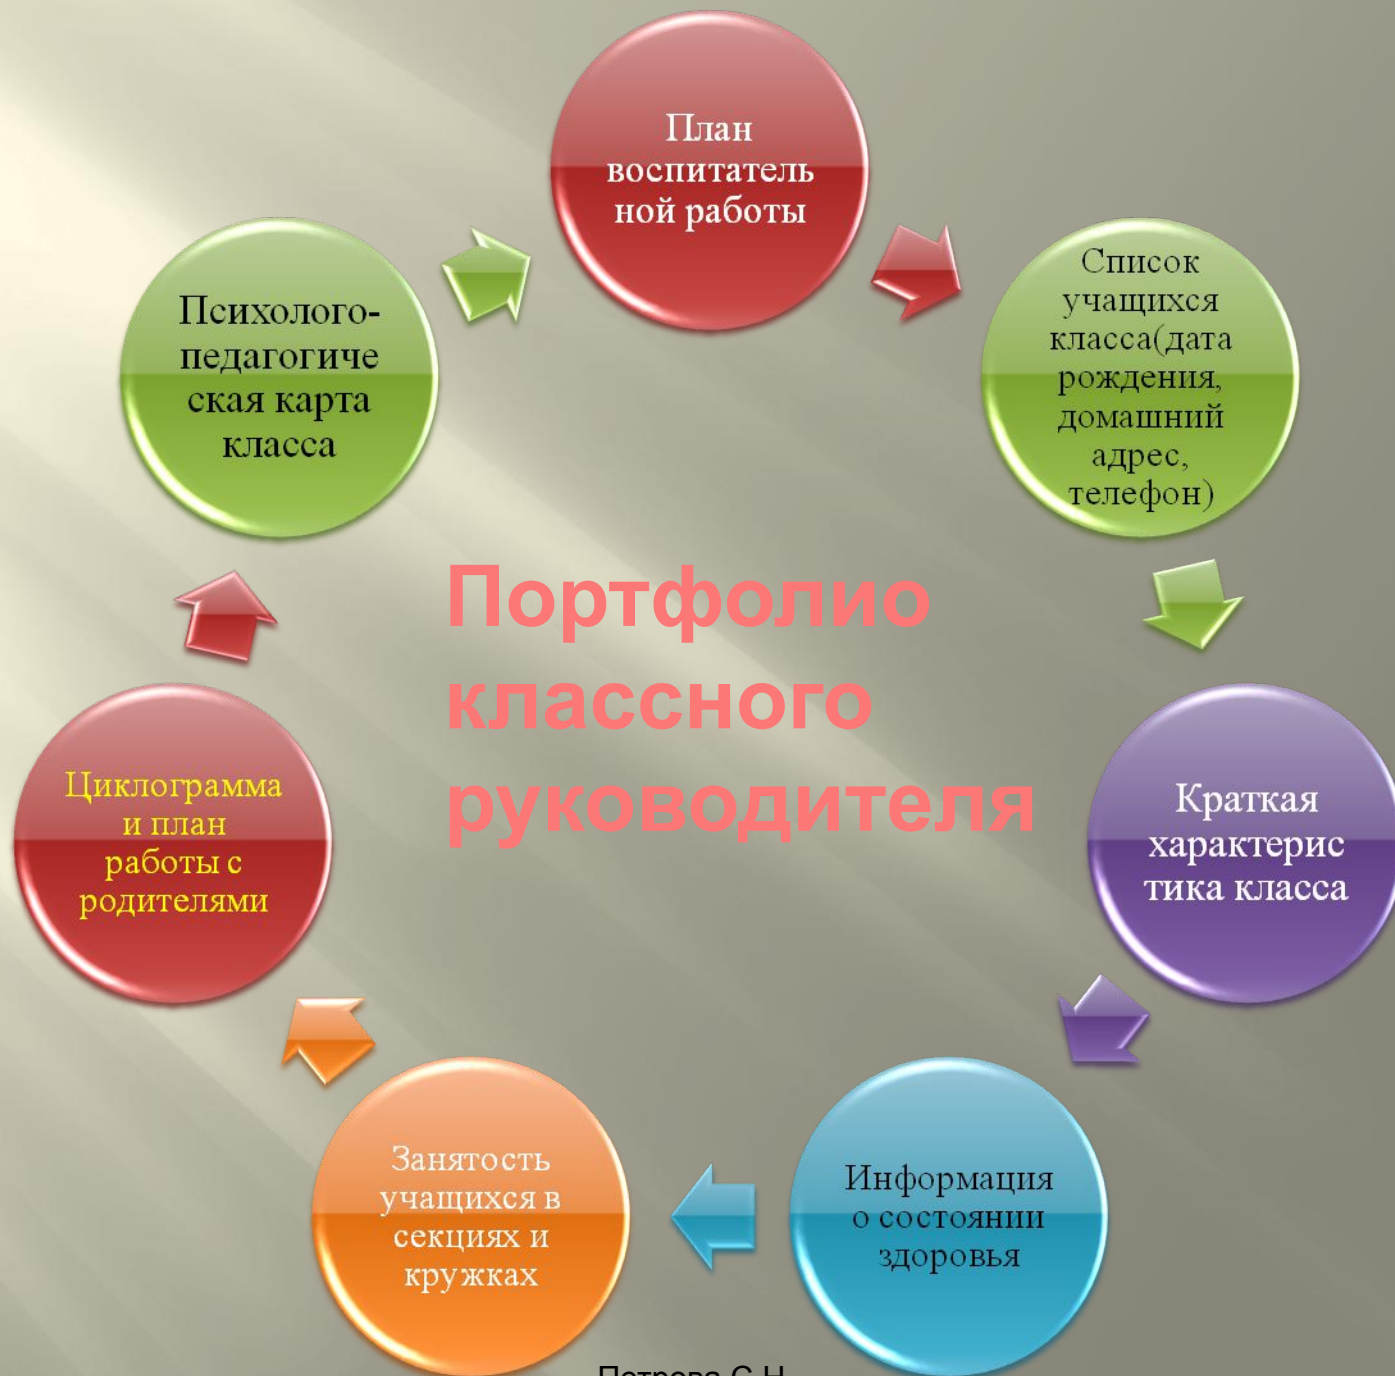 План
воспитатель
ной работы
Список
учащихся
класса(дата
рождения,
домашний
адрес,
телефон)
Краткая
характерис
тика класса
Информация
о состоянии
здоровья
Занятость
учащихся в
секциях и
кружках
Циклограмма
и план
работы с
родителями
Психолого-
педагогиче
ская карта
класса
Портфолио
классного
руководителя
Петрова С.Н.